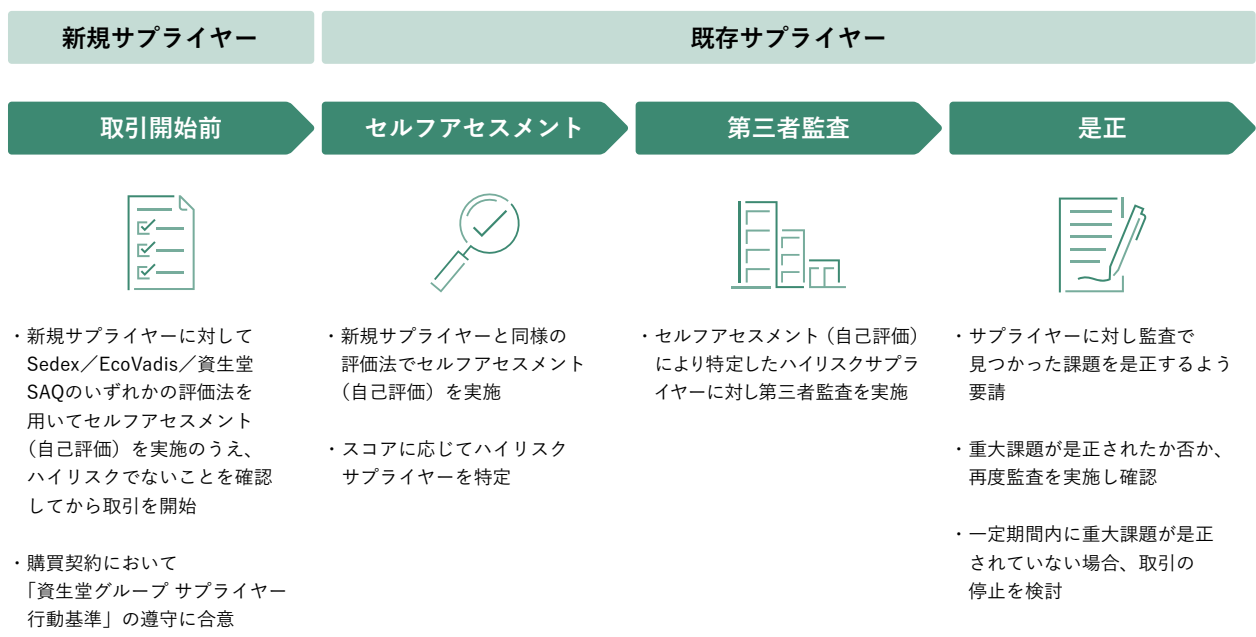 新規サプライヤー
既存サプライヤー
取引開始前
セルフアセスメント
第三者監査
是正
・新規サプライヤーに対して
Sedex／EcoVadis／資生堂
SAQのいずれかの評価法を
用いてセルフアセスメント
（自己評価）を実施のうえ、
ハイリスクでないことを確認
してから取引を開始
・購買契約において
「資生堂グループ サプライヤー
行動基準」の遵守に合意
・新規サプライヤーと同様の
評価法でセルフアセスメント
（自己評価）を実施
・スコアに応じてハイリスク
サプライヤーを特定
・セルフアセスメント（自己評価）
により特定したハイリスクサプラ
イヤーに対し第三者監査を実施
・サプライヤーに対し監査で
見つかった課題を是正するよう
要請
・重大課題が是正されたか否か、
再度監査を実施し確認
・一定期間内に重大課題が是正
されていない場合、取引の
停止を検討